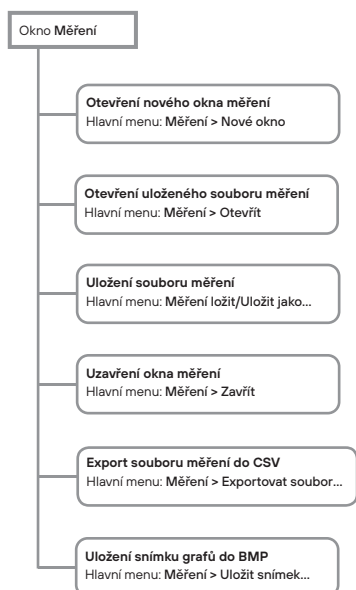 Okno Měření
Otevření nového okna měření
Hlavní menu: Měření > Nové okno
Otevření uloženého souboru měření
Hlavní menu: Měření > Otevřít
Uložení souboru měření
Hlavní menu: Měření ložit/Uložit jako...
Uzavření okna měření
Hlavní menu: Měření > Zavřít
Export souboru měření do CSV
Hlavní menu: Měření > Exportovat soubor...
Uložení snímku grafů do BMP
Hlavní menu: Měření > Uložit snímek...